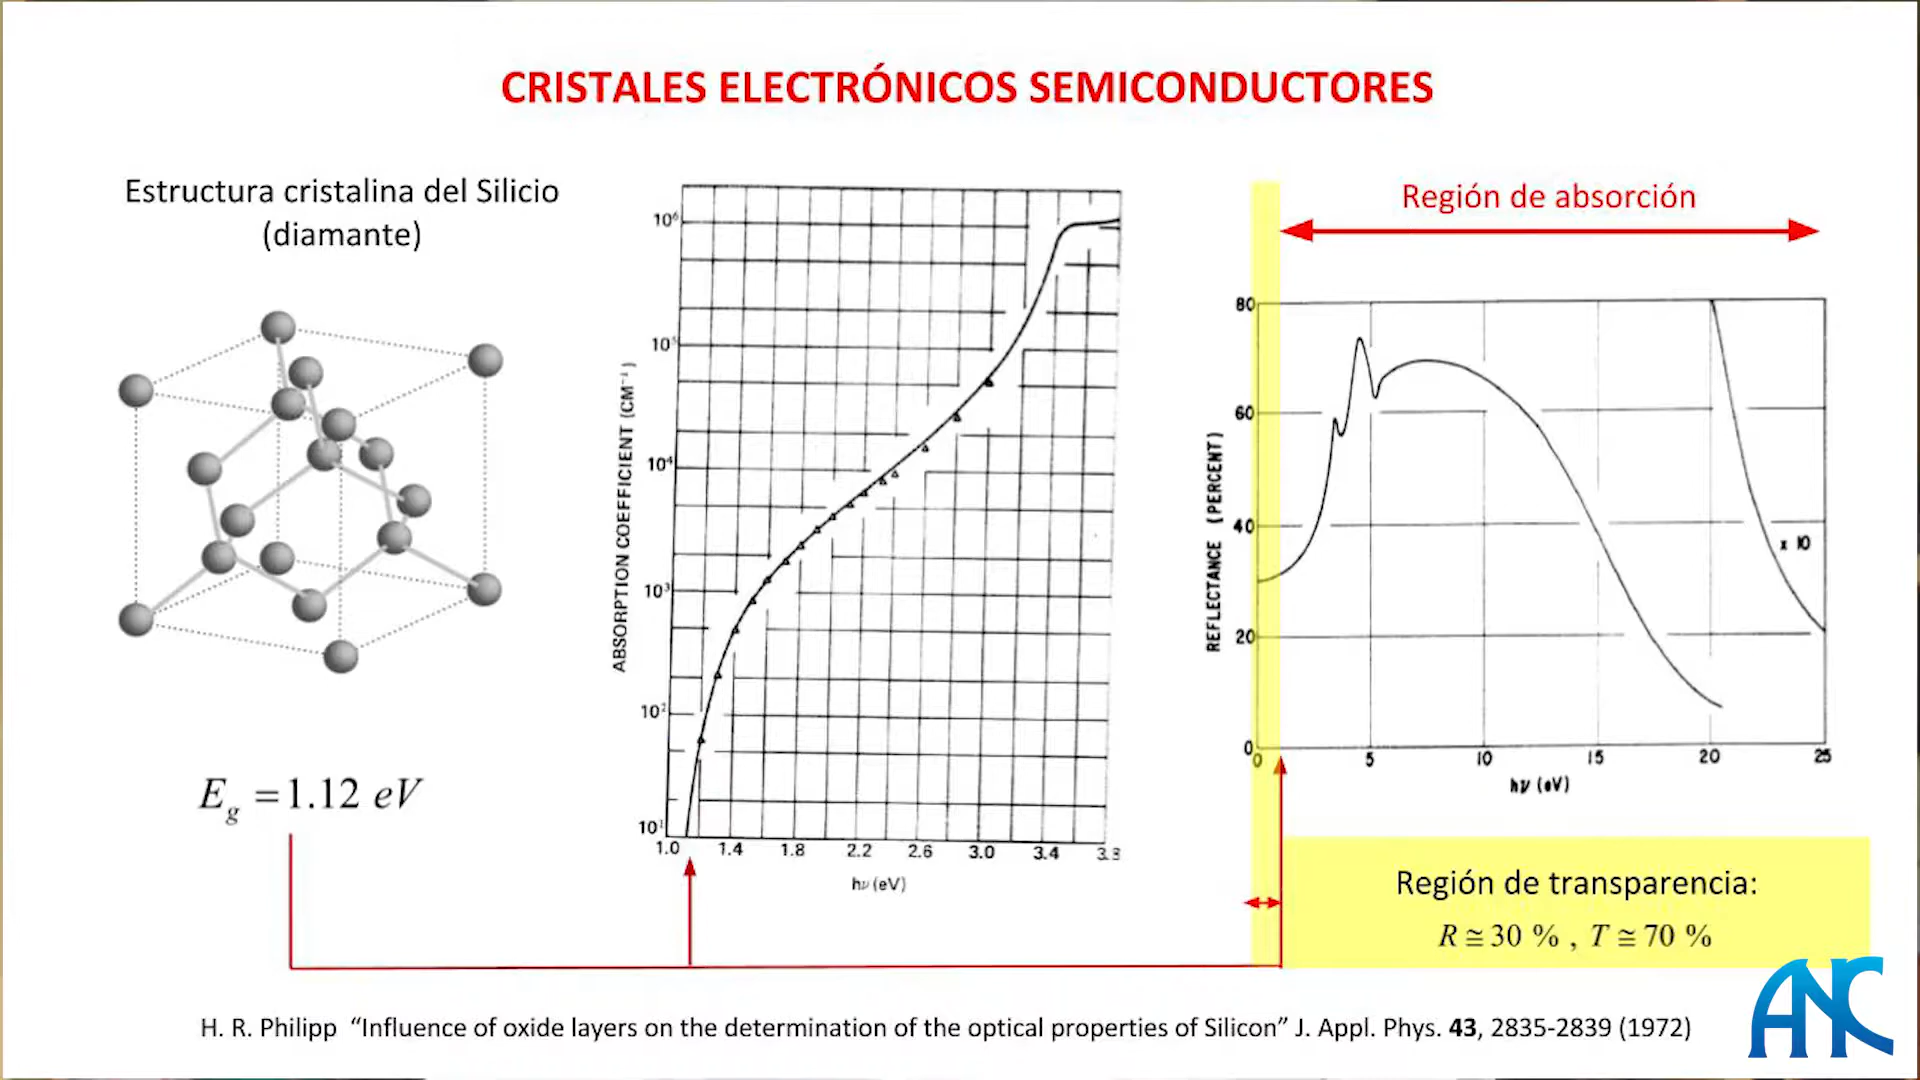 CRISTALES ELECTRÓNICOS SEMICONDUCTORES
Estructura cristalina del Silicio
(diamante)
E_g = 1.12 eV
ABSORPTION COEFFICIENT (CM⁻¹)
10⁶
10⁵
10⁴
10³
10²
10¹
1.0 1.4 1.8 2.2 2.6 3.0 3.4 3.8
hν (eV)
Región de absorción
REFLECTANCE (PERCENT)
80
60
40
20
0
x 10
0 5 10 15 20 25
hν (eV)
Región de transparencia:
R ≅ 30 % , T ≅ 70 %
H. R. Philipp “Influence of oxide layers on the determination of the optical properties of Silicon” J. Appl. Phys. 43, 2835-2839 (1972)
ANC